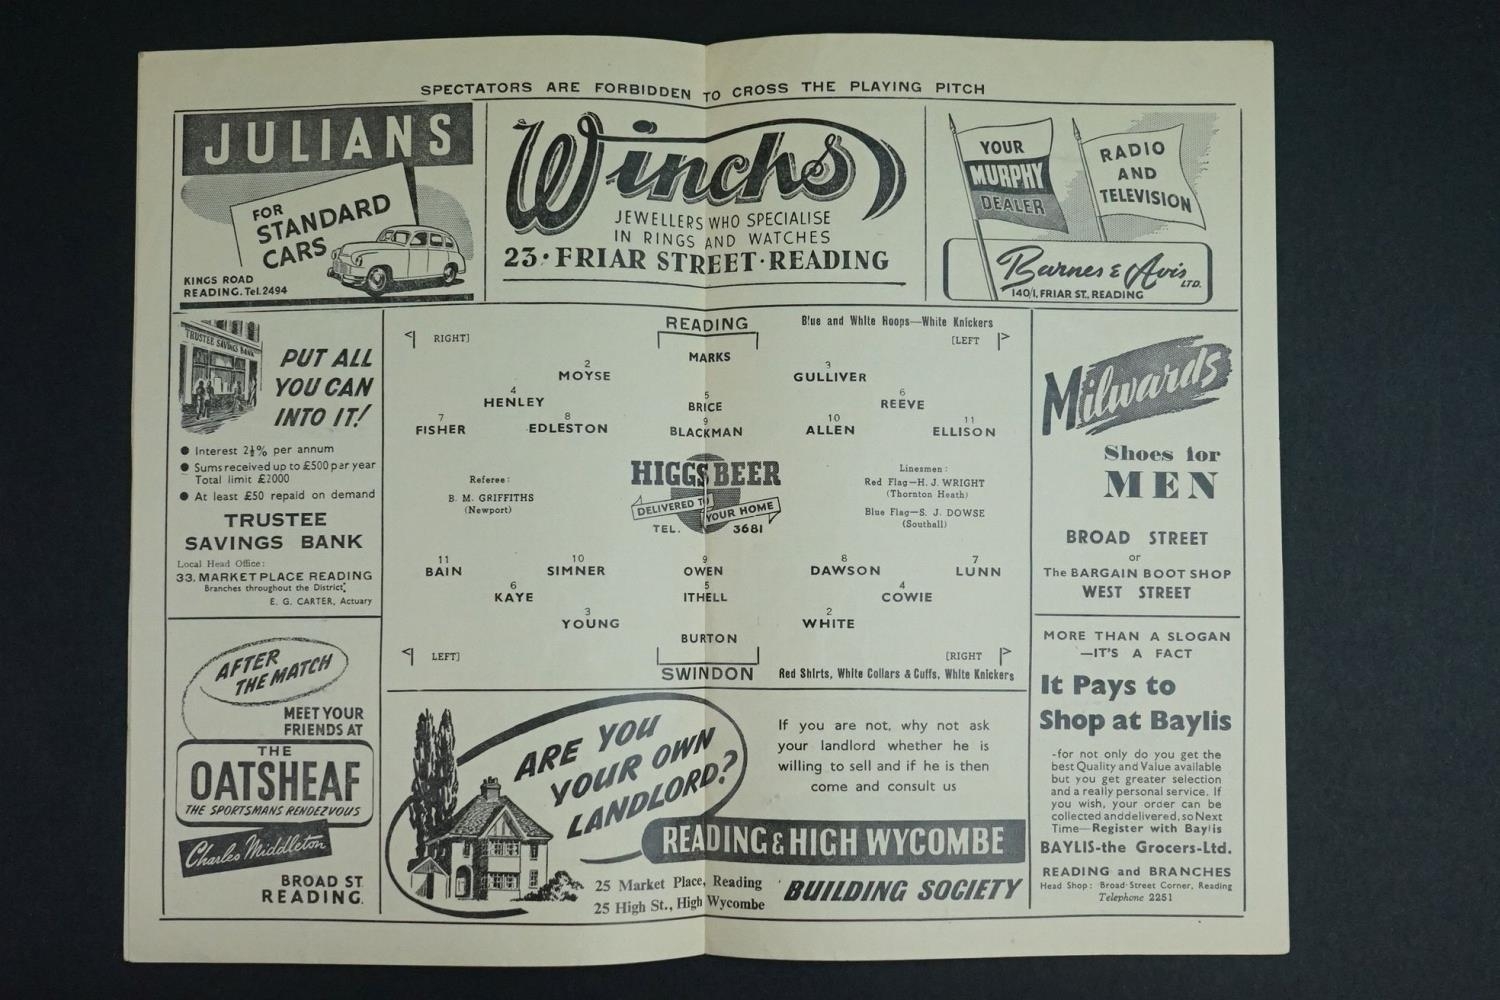 SPECTATORS ARE FORBIDDEN TO CROSS THE PLAYING PITCH
JULIANS
FOR
STANDARD
CARS
KINGS ROAD
READING. Tel. 2494
Winchs
JEWELLERS WHO SPECIALISE
IN RINGS AND WATCHES
23 · FRIAR STREET · READING
YOUR
MURPHY
DEALER
RADIO
AND
TELEVISION
Barnes & Avis
LTD.
140/1, FRIAR ST., READING
TRUSTEE SAVINGS BANK
PUT ALL
YOU CAN
INTO IT!
● Interest 2½% per annum
● Sums received up to £500 per year
Total limit £2000
● At least £50 repaid on demand
TRUSTEE
SAVINGS BANK
Local Head Office:
33. MARKET PLACE READING
Branches throughout the District.
E. G. CARTER, Actuary
READING
Blue and White Hoops—White Knickers
RIGHT]
[LEFT
MARKS
2
MOYSE
3
GULLIVER
4
HENLEY
5
BRICE
6
REEVE
7
FISHER
8
EDLESTON
9
BLACKMAN
10
ALLEN
11
ELLISON
Referee:
B. M. GRIFFITHS
(Newport)
HIGGS BEER
DELIVERED TO
YOUR HOME
TEL. 3681
Linesmen:
Red Flag—H. J. WRIGHT
(Thornton Heath)
Blue Flag—S. J. DOWSE
(Southall)
11
BAIN
10
SIMNER
9
OWEN
8
DAWSON
7
LUNN
6
KAYE
5
ITHELL
4
COWIE
3
YOUNG
2
WHITE
BURTON
LEFT]
[RIGHT
SWINDON
Red Shirts, White Collars & Cuffs, White Knickers
Milwards
Shoes for
MEN
BROAD STREET
or
The BARGAIN BOOT SHOP
WEST STREET
AFTER
THE MATCH
MEET YOUR
FRIENDS AT
THE
OATSHEAF
THE SPORTSMANS RENDEZVOUS
Charles Middleton
BROAD ST.
READING.
ARE YOU
YOUR OWN
LANDLORD?
If you are not, why not ask
your landlord whether he is
willing to sell and if he is then
come and consult us
READING & HIGH WYCOMBE
BUILDING SOCIETY
25 Market Place, Reading
25 High St., High Wycombe
MORE THAN A SLOGAN
—IT'S A FACT
It Pays to
Shop at Baylis
-for not only do you get the
best Quality and Value available
but you get greater selection
and a really personal service. If
you wish, your order can be
collected and delivered, so Next
Time—Register with Baylis
BAYLIS-the Grocers-Ltd.
READING and BRANCHES
Head Shop: Broad Street Corner, Reading
Telephone 2251